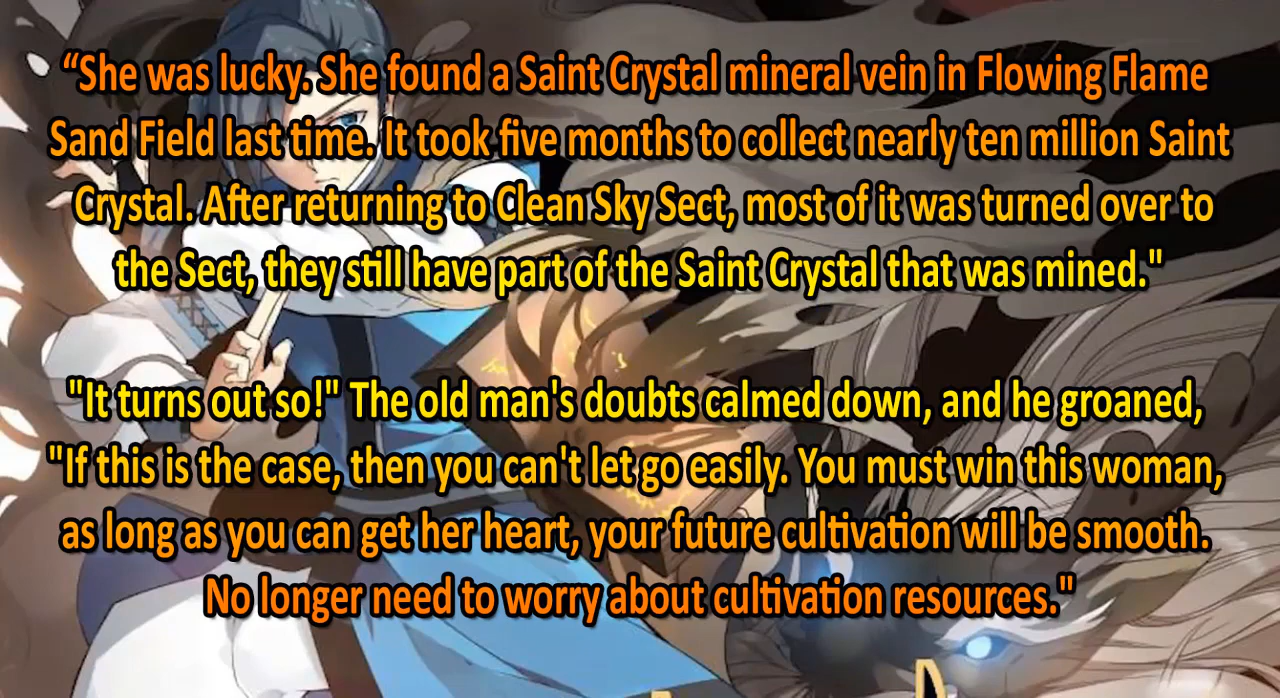 “She was lucky. She found a Saint Crystal mineral vein in Flowing Flame
Sand Field last time. It took five months to collect nearly ten million Saint
Crystal. After returning to Clean Sky Sect, most of it was turned over to
the Sect, they still have part of the Saint Crystal that was mined."
"It turns out so!" The old man's doubts calmed down, and he groaned,
"If this is the case, then you can't let go easily. You must win this woman,
as long as you can get her heart, your future cultivation will be smooth.
No longer need to worry about cultivation resources."